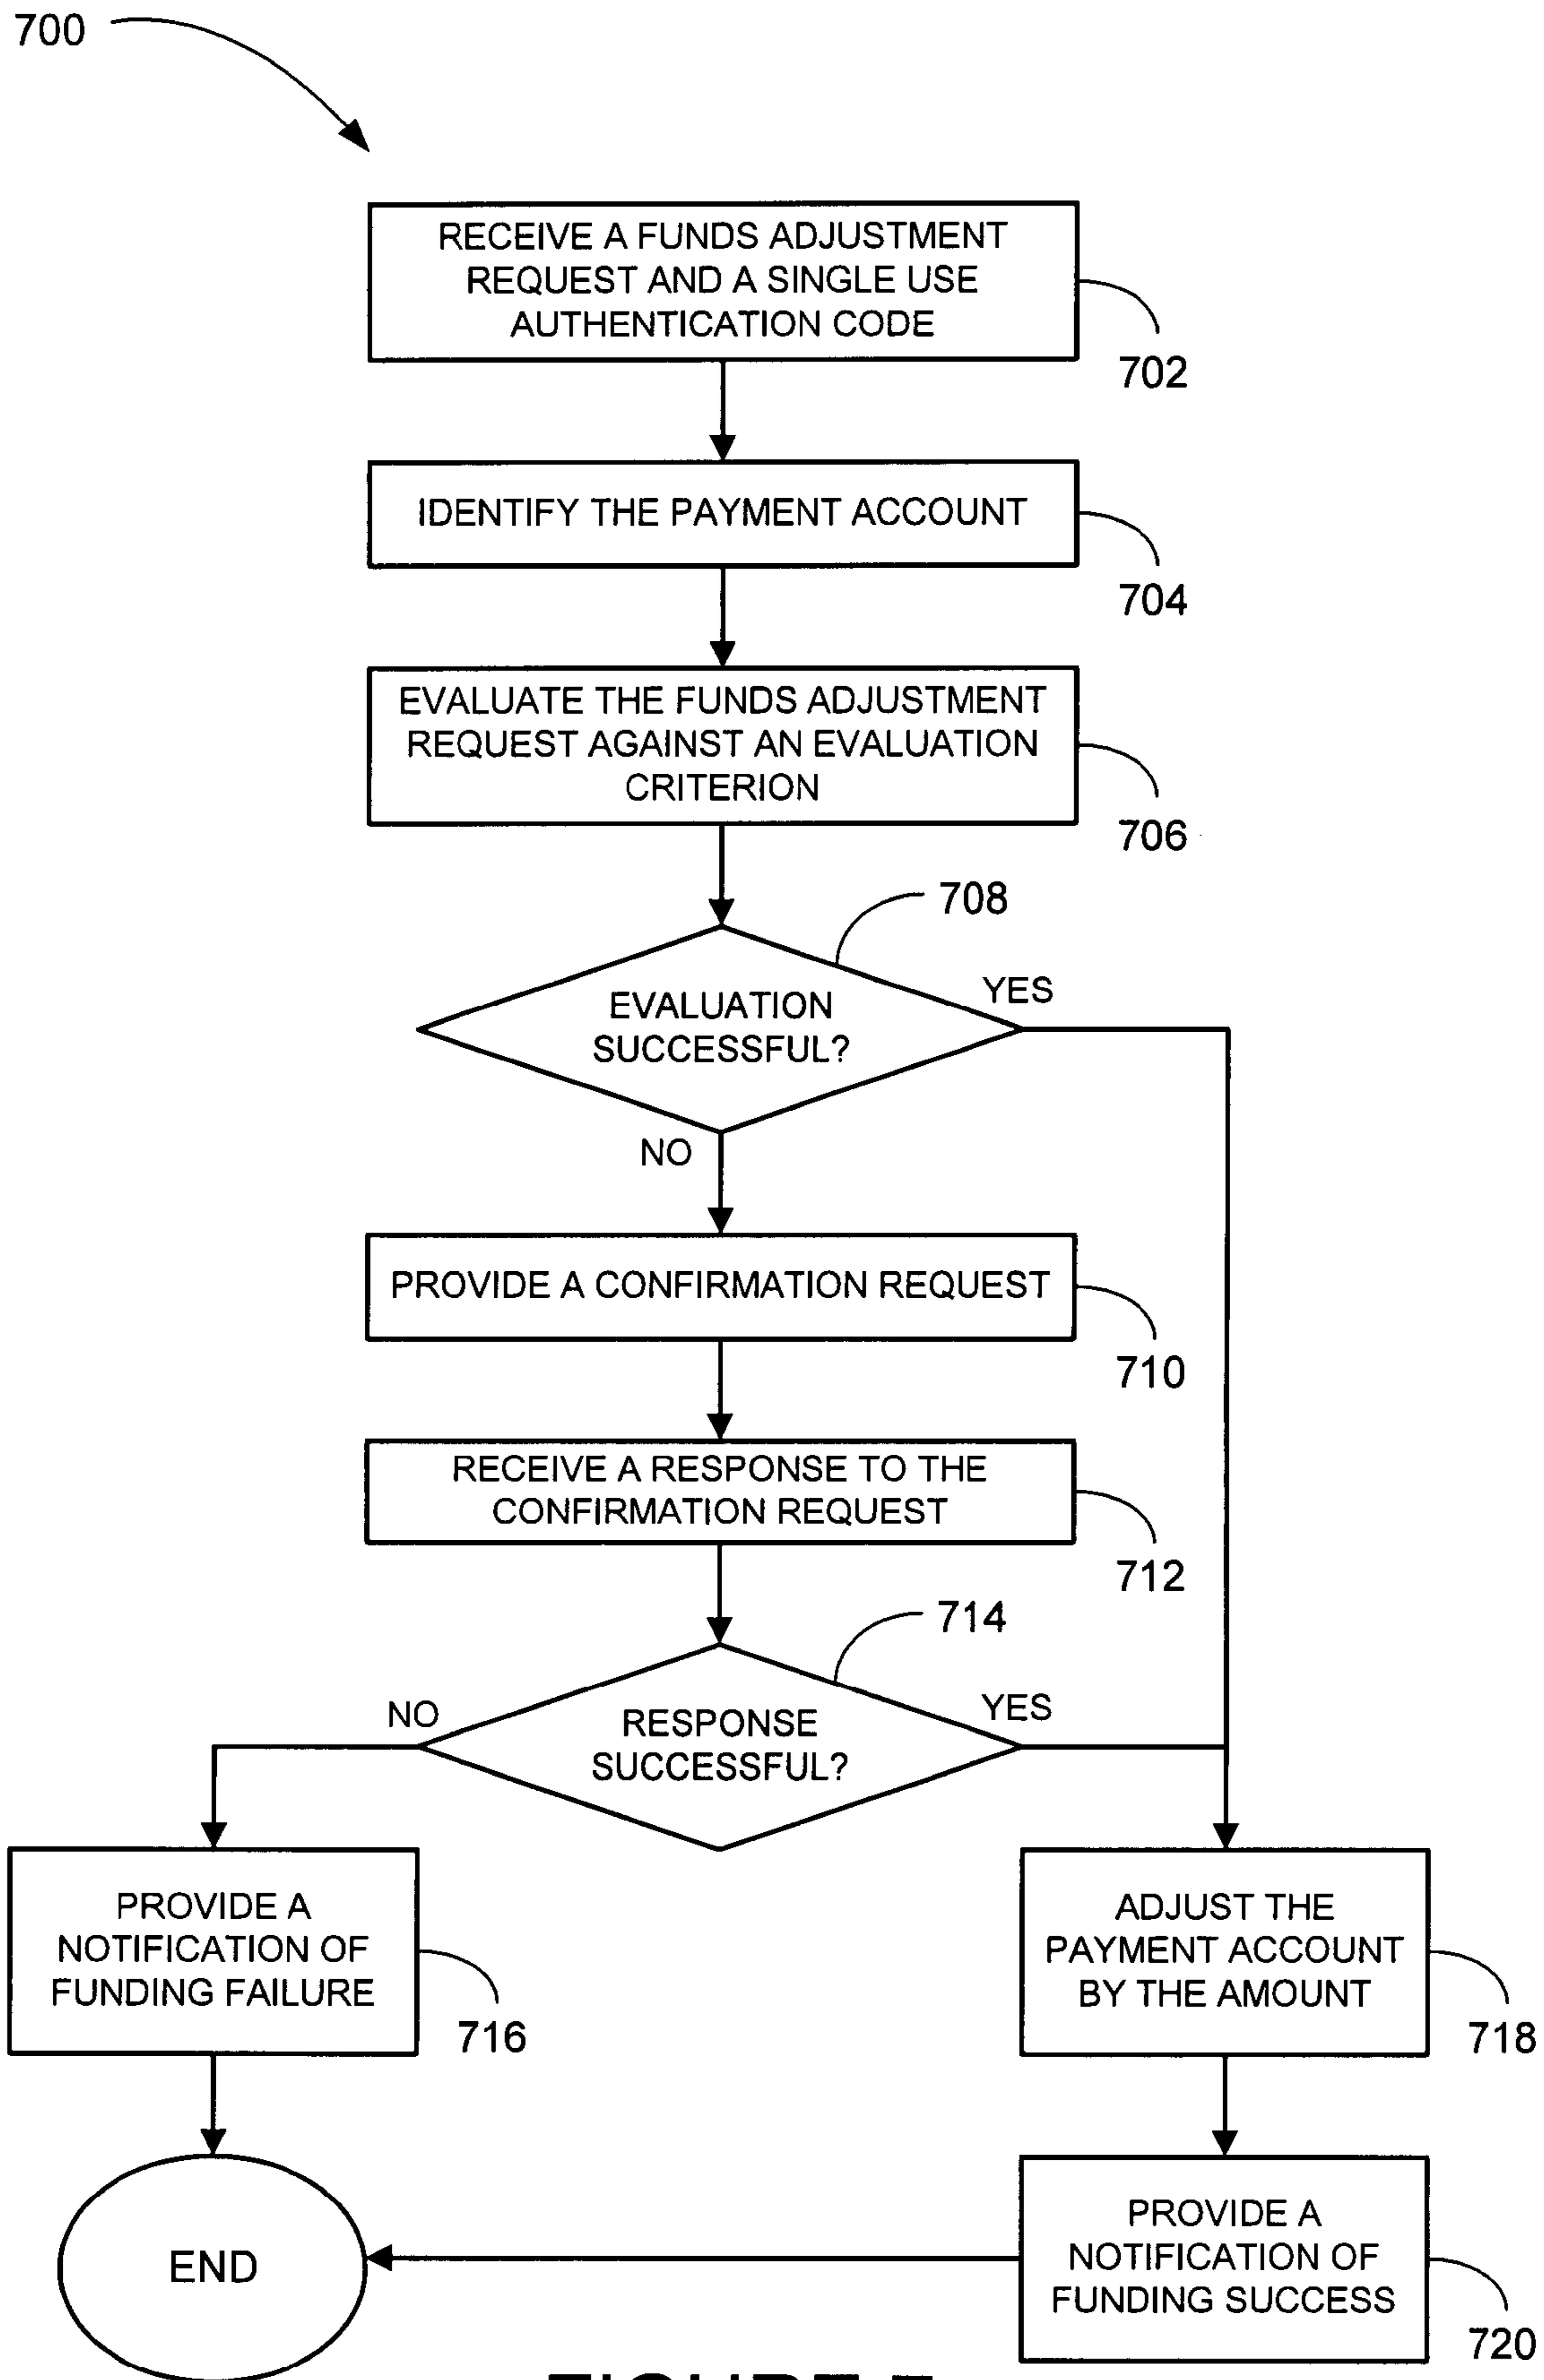 700
RECEIVE A FUNDS ADJUSTMENT
REQUEST AND A SINGLE USE
AUTHENTICATION CODE
702
IDENTIFY THE PAYMENT ACCOUNT
704
EVALUATE THE FUNDS ADJUSTMENT
REQUEST AGAINST AN EVALUATION
CRITERION
706
708
EVALUATION
SUCCESSFUL?
YES
NO
PROVIDE A CONFIRMATION REQUEST
710
RECEIVE A RESPONSE TO THE
CONFIRMATION REQUEST
712
714
NO
RESPONSE
SUCCESSFUL?
YES
PROVIDE A
NOTIFICATION OF
FUNDING FAILURE
716
ADJUST THE
PAYMENT ACCOUNT
BY THE AMOUNT
718
END
PROVIDE A
NOTIFICATION OF
FUNDING SUCCESS
720